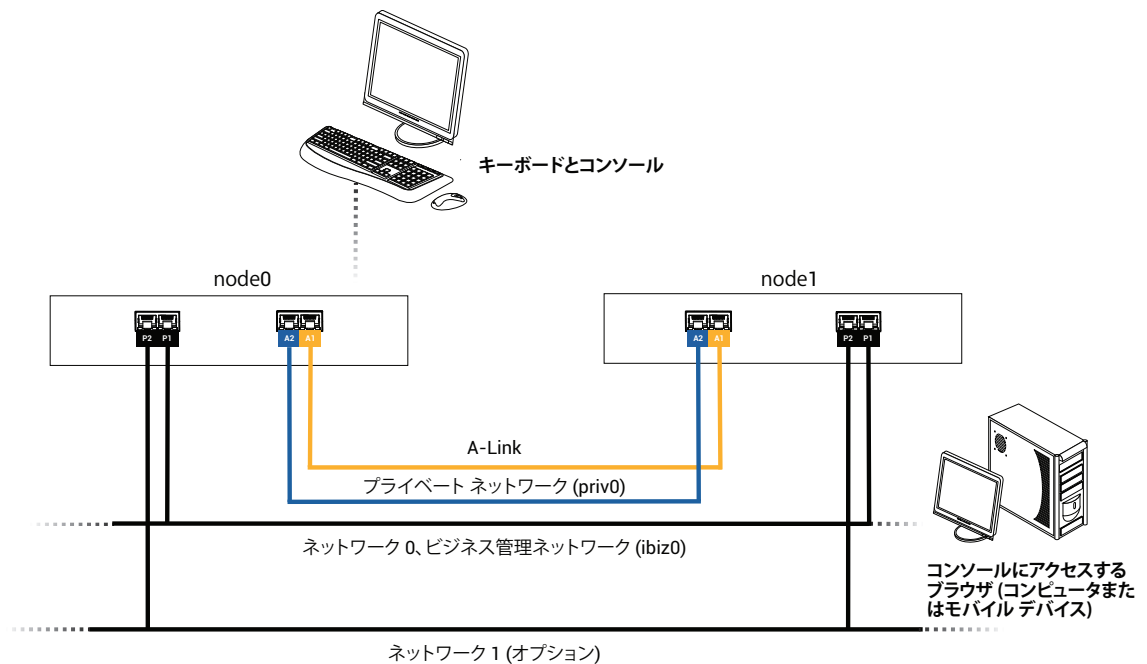 キーボードとコンソール
node0
node1
P2 P1
A2 A1
A2 A1
P2 P1
A-Link
プライベート ネットワーク (priv0)
ネットワーク 0、ビジネス管理ネットワーク (ibiz0)
コンソールにアクセスする
ブラウザ (コンピュータまた
はモバイル デバイス)
ネットワーク 1 (オプション)